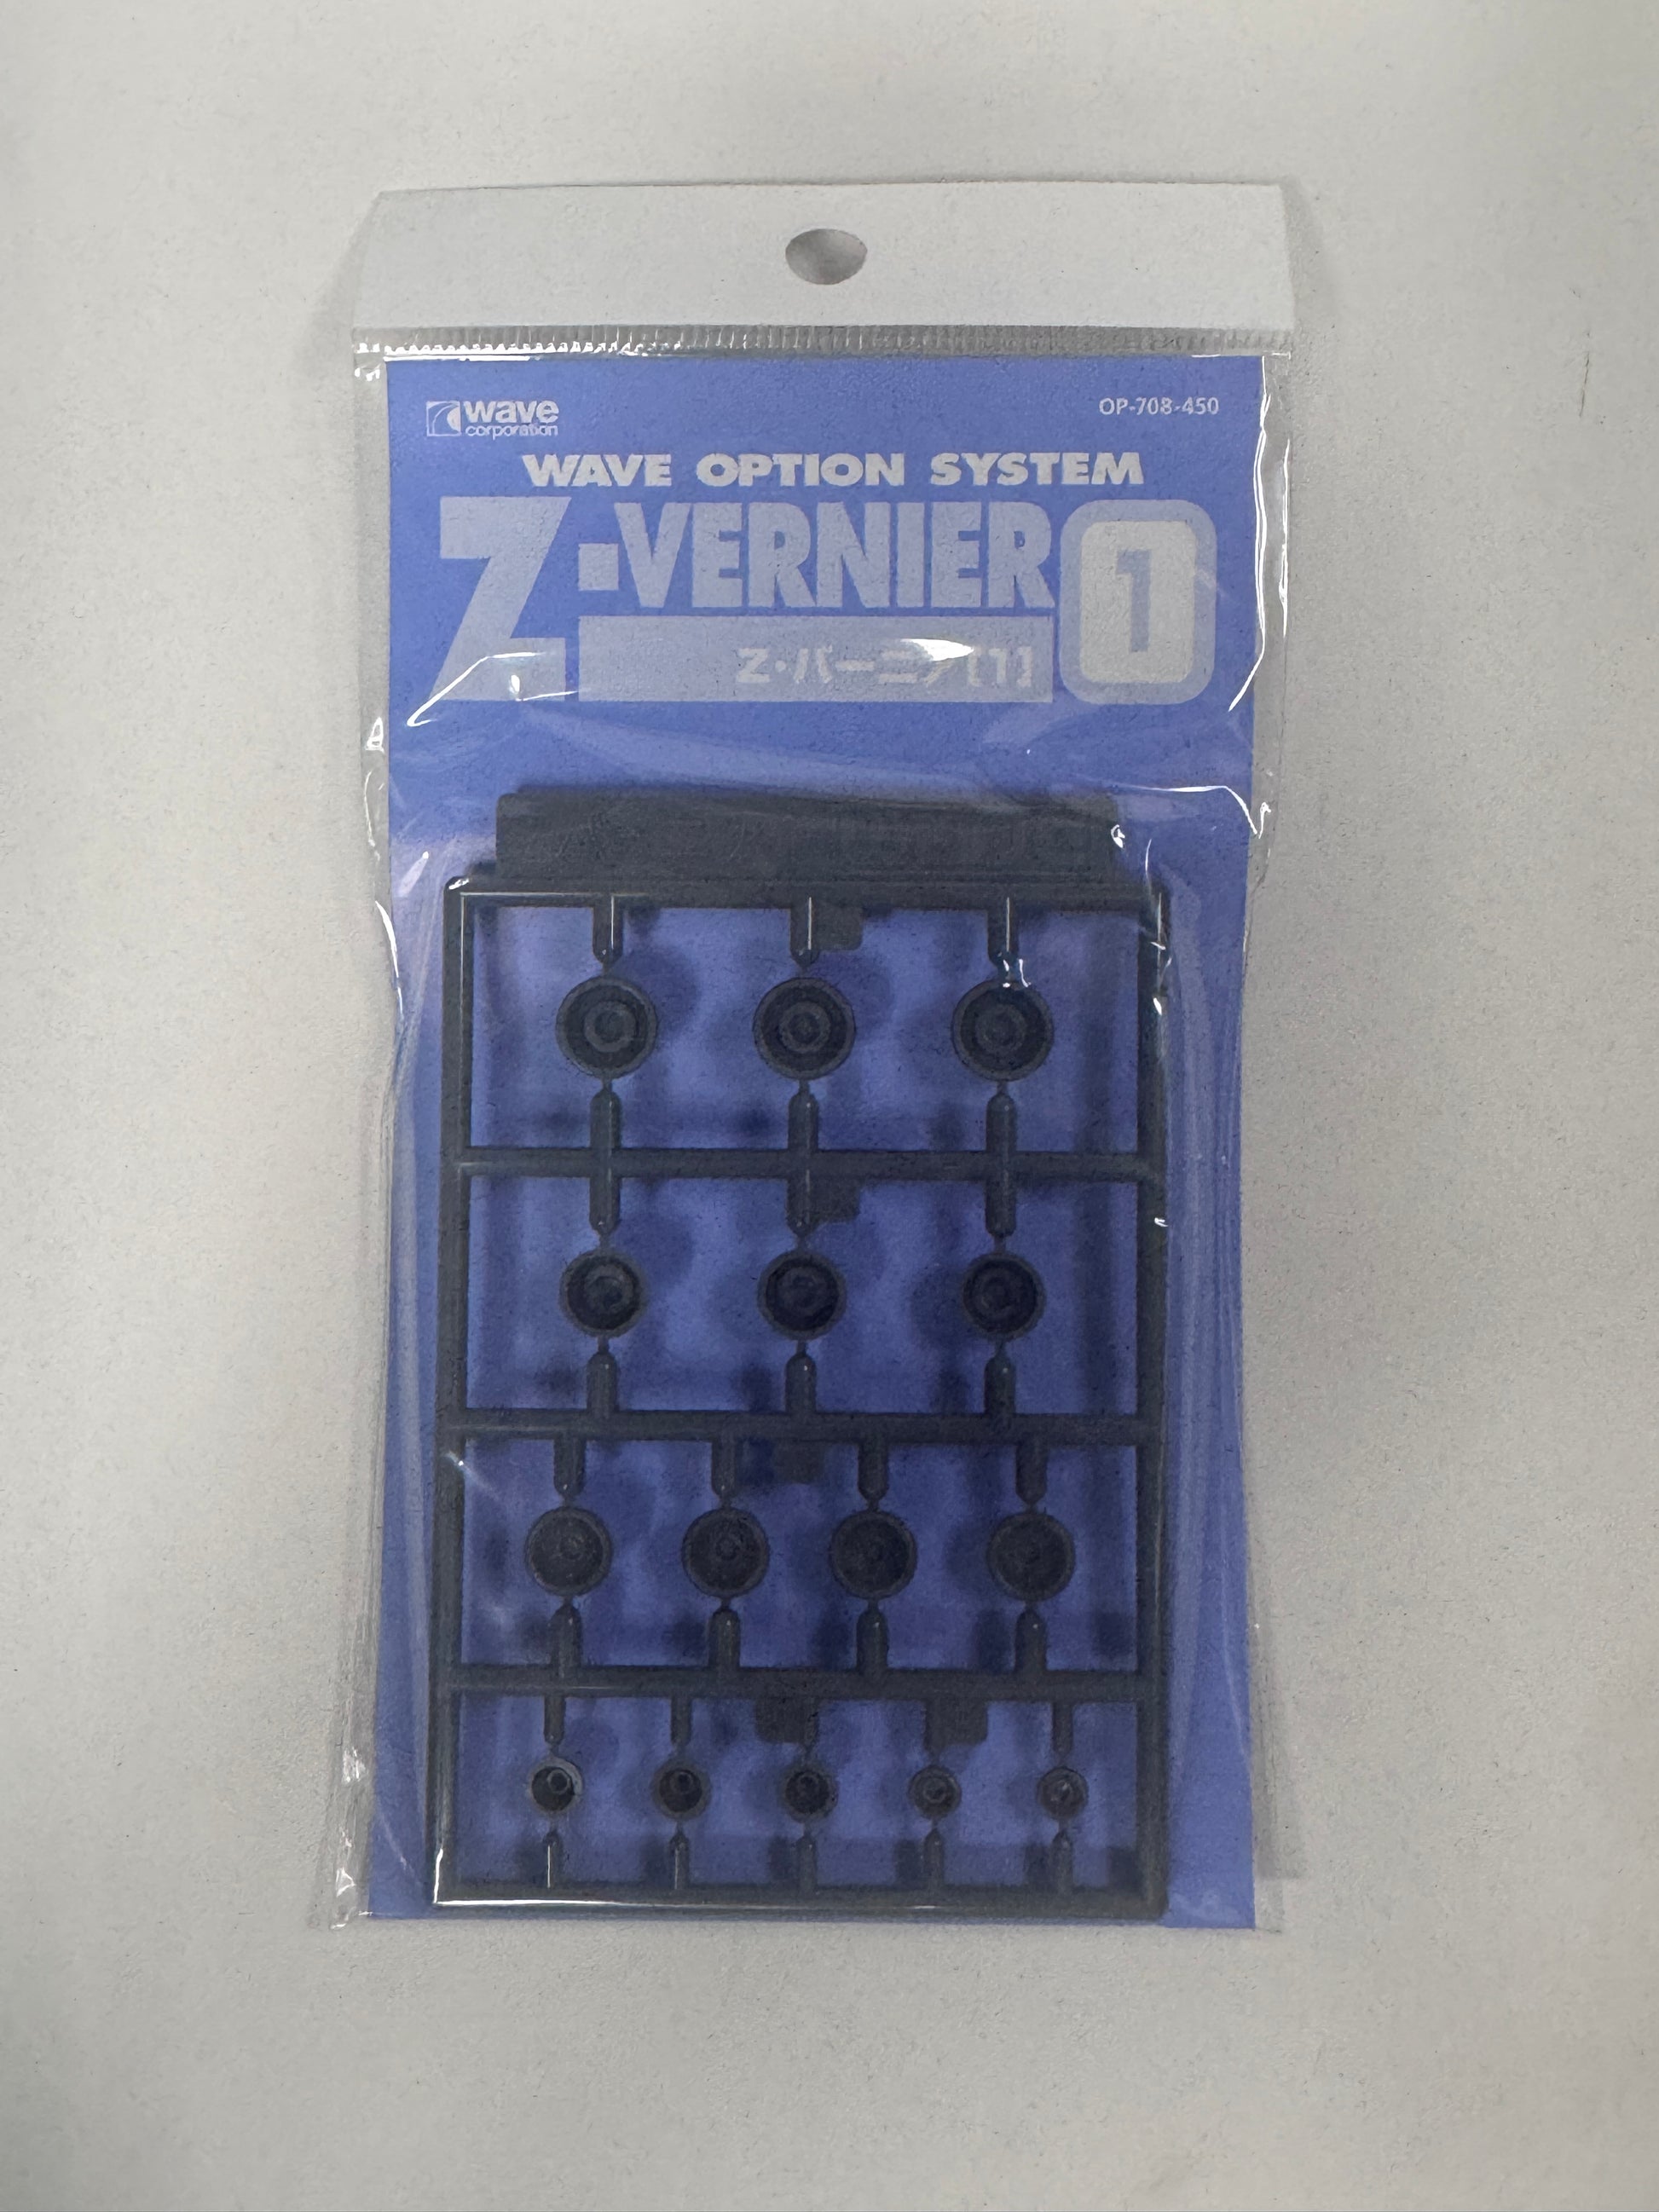 wave
corporation
OP-708-450
WAVE OPTION SYSTEM
Z·VERNIER 1
Z・バーニア[1]